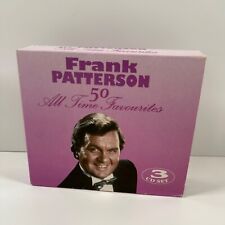 Frank
PATTERSON
50
All Time Favourites
3
CD SET